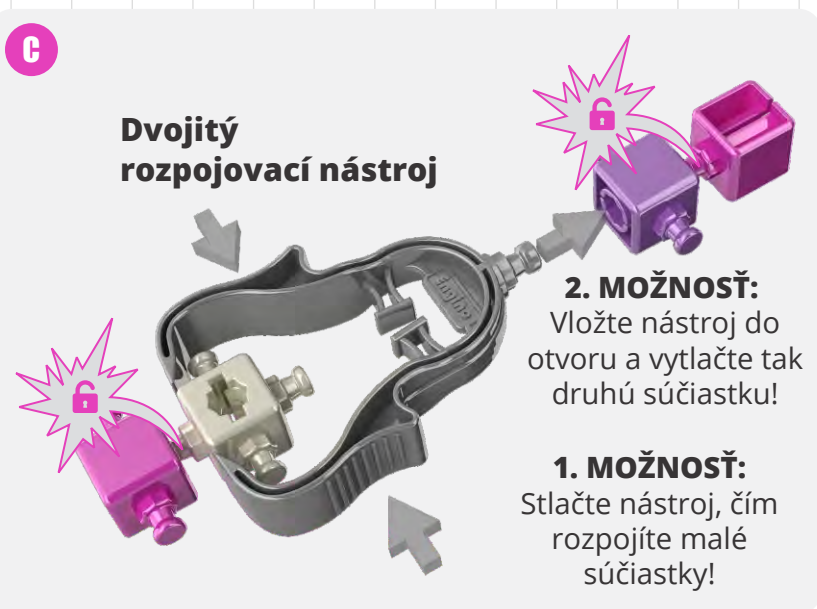 C
Dvojitý
rozpojovací nástroj
Engino
2. MOŽNOSŤ:
Vložte nástroj do
otvoru a vytlačte tak
druhú súčiastku!
1. MOŽNOSŤ:
Stlačte nástroj, čím
rozpojíte malé
súčiastky!